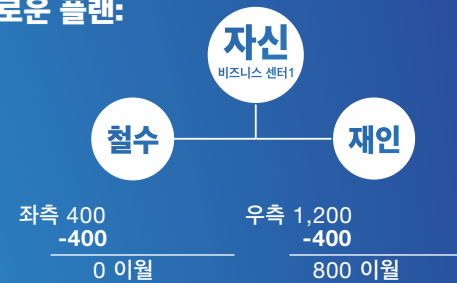 로운 플랜:
자신
비즈니스 센터1
철수
재인
좌측 400
-400
0 이월
우측 1,200
-400
800 이월